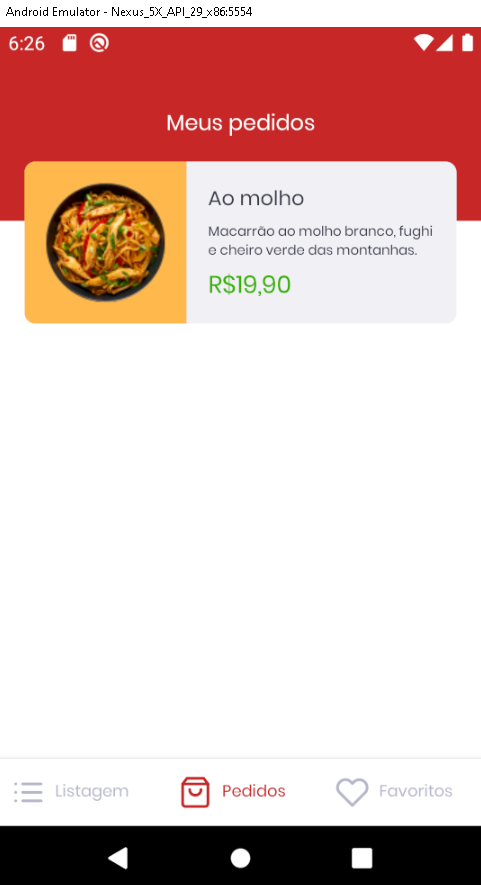 Android Emulator - Nexus_5X_API_29_x86:5554
6:26
Meus pedidos
Ao molho
Macarrão ao molho branco, fughi
e cheiro verde das montanhas.
R$19,90
Listagem
Pedidos
Favoritos